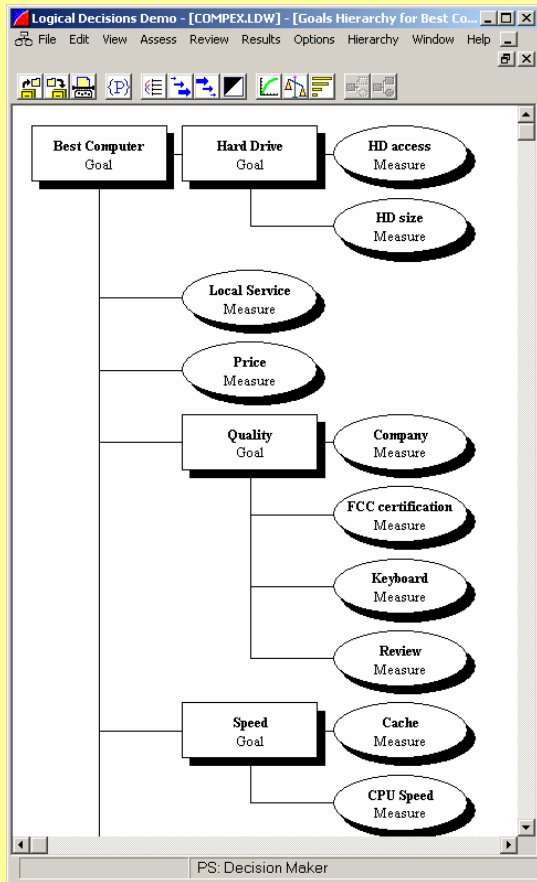 Logical Decisions Demo - [COMPEX.LDW] - [Goals Hierarchy for Best Co...
File Edit View Assess Review Results Options Hierarchy Window Help
{P}
Best Computer
Goal
Hard Drive
Goal
HD access
Measure
HD size
Measure
Local Service
Measure
Price
Measure
Quality
Goal
Company
Measure
FCC certification
Measure
Keyboard
Measure
Review
Measure
Speed
Goal
Cache
Measure
CPU Speed
Measure
PS: Decision Maker